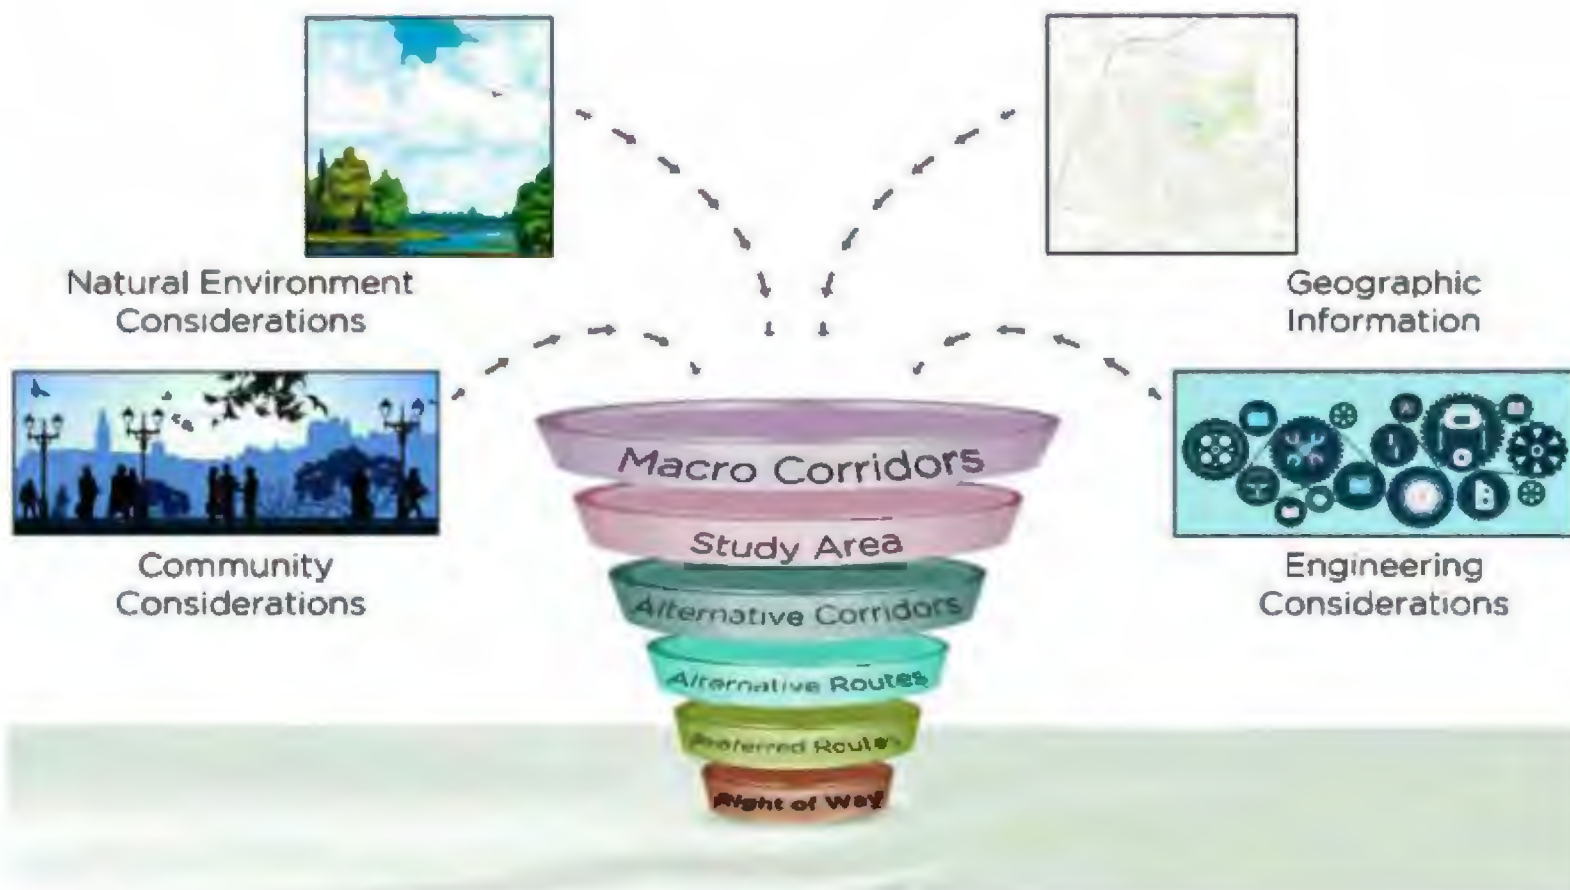 Natural Environment
Considerations
Geographic
Information
Community
Considerations
Engineering
Considerations
Macro Corridors
Study Area
Alternative Corridors
Alternative Routes
Preferred Routes
Right of Way